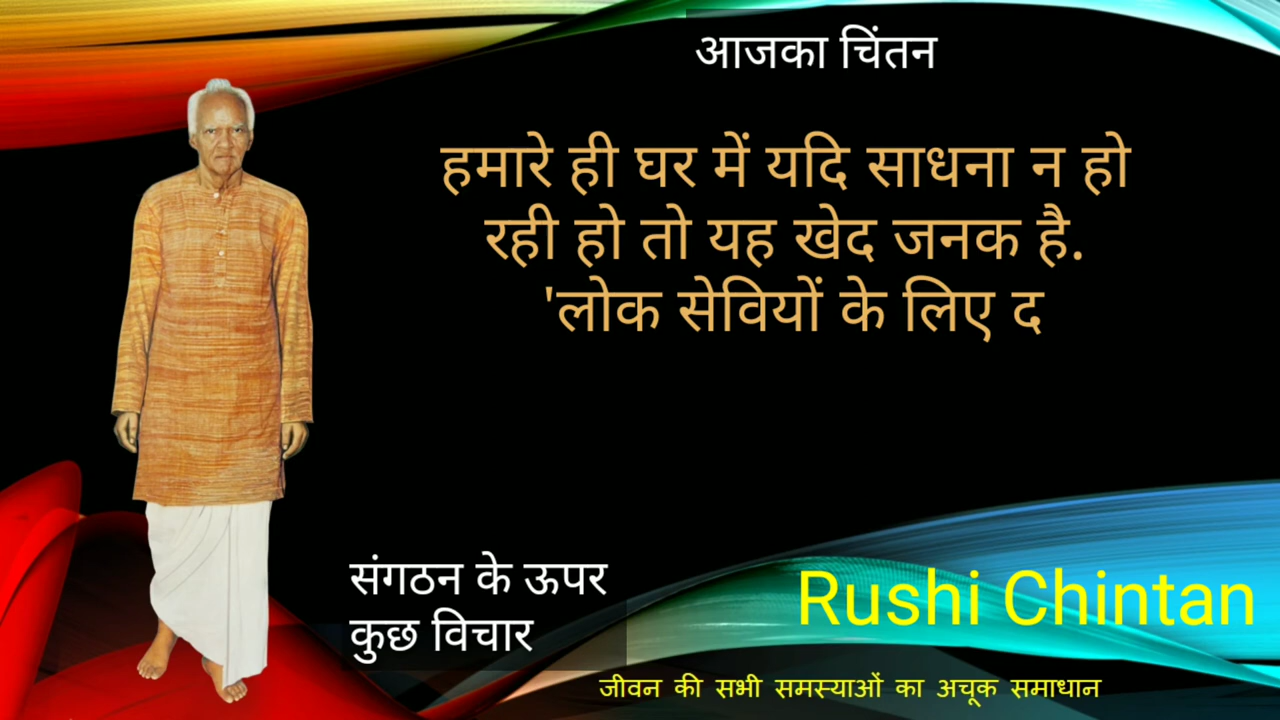 आजका चिंतन
हमारे ही घर में यदि साधना न हो
रही हो तो यह खेद जनक है.
'लोक सेवियों के लिए द
संगठन के ऊपर
कुछ विचार
Rushi Chintan
जीवन की सभी समस्याओं का अचूक समाधान